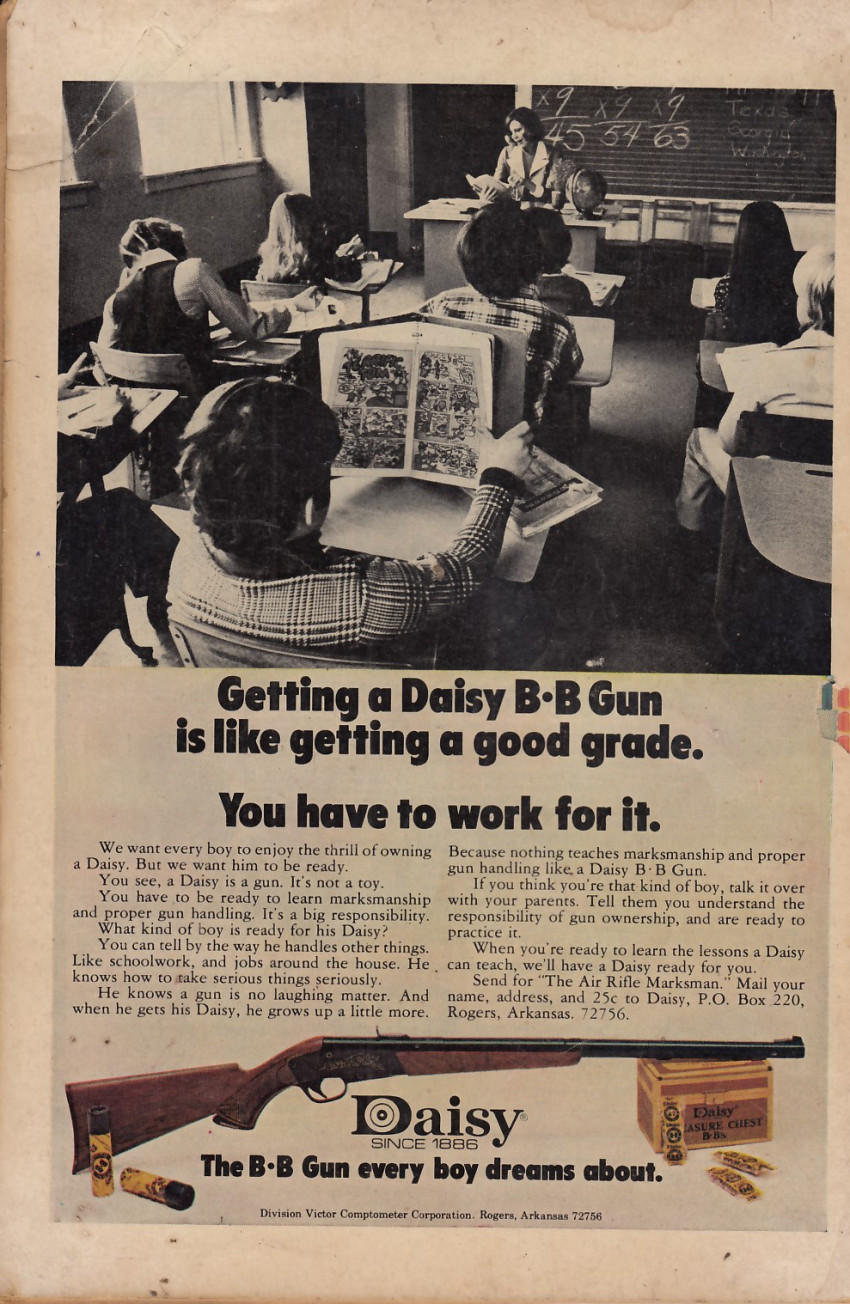 x9 x9 x9
45 54 63
Texas
Georgia
Washington
Getting a Daisy B·B Gun
is like getting a good grade.
You have to work for it.
We want every boy to enjoy the thrill of owning
a Daisy. But we want him to be ready.
You see, a Daisy is a gun. It's not a toy.
You have to be ready to learn marksmanship
and proper gun handling. It's a big responsibility.
What kind of boy is ready for his Daisy?
You can tell by the way he handles other things.
Like schoolwork, and jobs around the house. He
knows how to take serious things seriously.
He knows a gun is no laughing matter. And
when he gets his Daisy, he grows up a little more.
Because nothing teaches marksmanship and proper
gun handling like a Daisy B·B Gun.
If you think you're that kind of boy, talk it over
with your parents. Tell them you understand the
responsibility of gun ownership, and are ready to
practice it.
When you're ready to learn the lessons a Daisy
can teach, we'll have a Daisy ready for you.
Send for "The Air Rifle Marksman." Mail your
name, address, and 25c to Daisy, P.O. Box 220,
Rogers, Arkansas. 72756.
Daisy®
SINCE 1886
Daisy
ASURE CHEST
B·Bs
The B·B Gun every boy dreams about.
Division Victor Comptometer Corporation. Rogers, Arkansas 72756